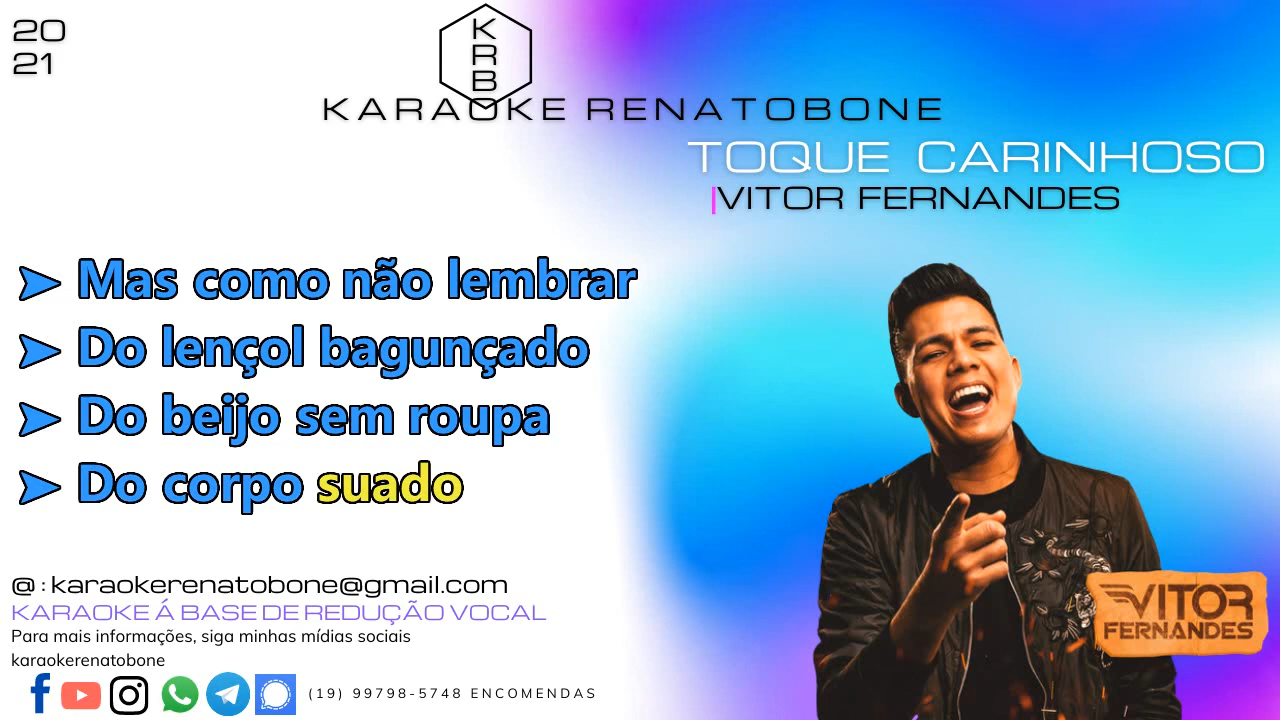 20
21
K
R
B
KARAOKE RENATOBONE
TOQUE CARINHOSO
|VITOR FERNANDES
➤ Mas como não lembrar
➤ Do lençol bagunçado
➤ Do beijo sem roupa
➤ Do corpo suado
@ : karaokerenatobone@gmail.com
KARAOKE Á BASE DE REDUÇÃO VOCAL
Para mais informações, siga minhas mídias sociais
karaokerenatobone
(19) 99798-5748 ENCOMENDAS
VITOR
FERNANDES